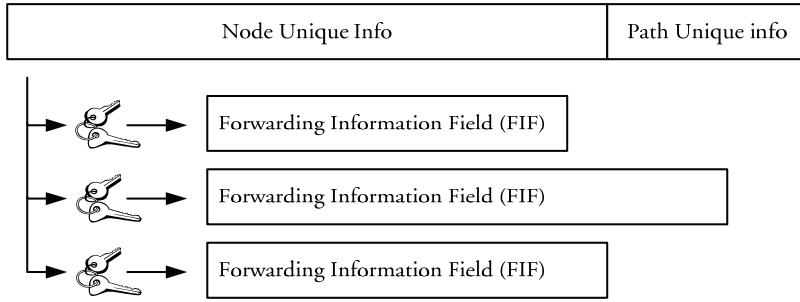 Node Unique Info
Path Unique info
Forwarding Information Field (FIF)
Forwarding Information Field (FIF)
Forwarding Information Field (FIF)